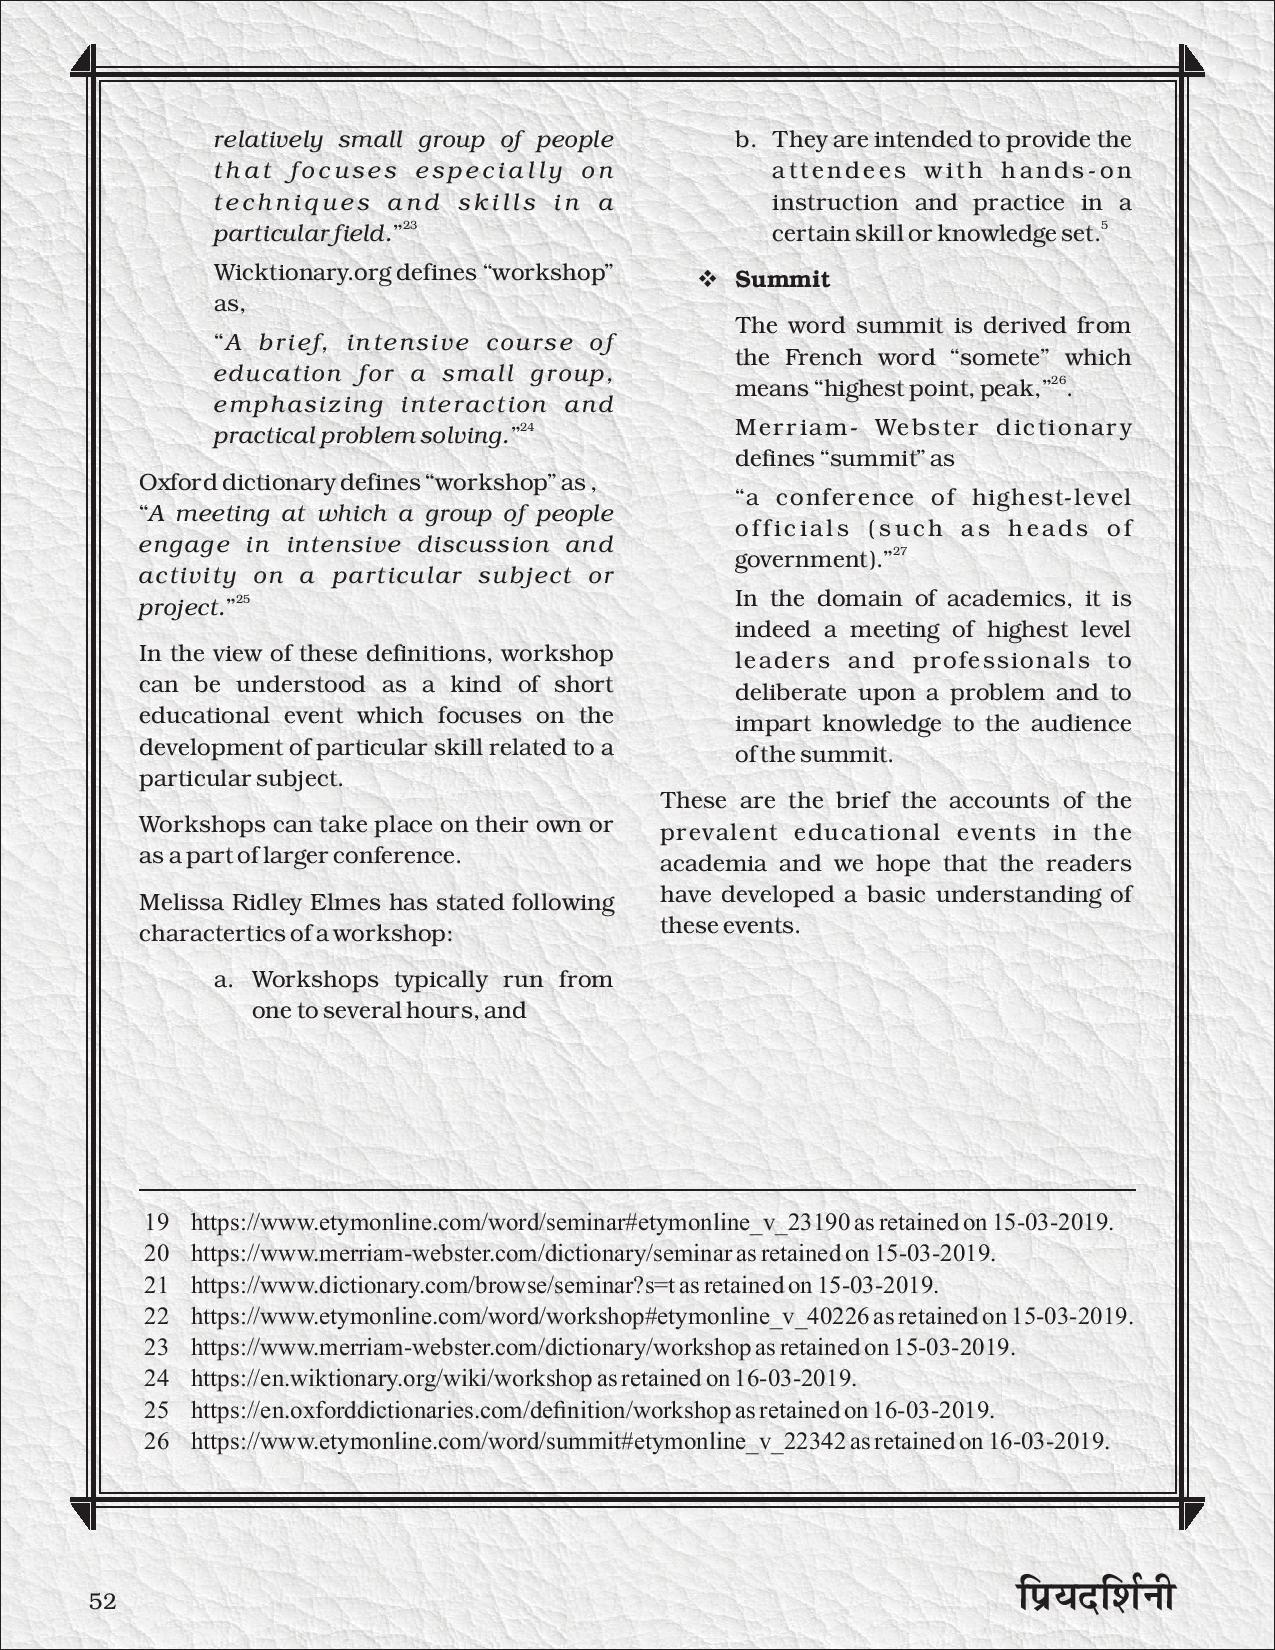 relatively small group of people
that focuses especially on
techniques and skills in a
particular field.”23
Wicktionary.org defines “workshop”
as,
“A brief, intensive course of
education for a small group,
emphasizing interaction and
practical problem solving.”24
Oxford dictionary defines “workshop” as ,
“A meeting at which a group of people
engage in intensive discussion and
activity on a particular subject or
project.”25
In the view of these definitions, workshop
can be understood as a kind of short
educational event which focuses on the
development of particular skill related to a
particular subject.
Workshops can take place on their own or
as a part of larger conference.
Melissa Ridley Elmes has stated following
charactertics of a workshop:
a. Workshops typically run from
one to several hours, and
b. They are intended to provide the
attendees with hands-on
instruction and practice in a
certain skill or knowledge set.5
❖ Summit
The word summit is derived from
the French word “somete” which
means “highest point, peak,”26.
Merriam- Webster dictionary
defines “summit” as
“a conference of highest-level
officials (such as heads of
government).”27
In the domain of academics, it is
indeed a meeting of highest level
leaders and professionals to
deliberate upon a problem and to
impart knowledge to the audience
of the summit.
These are the brief the accounts of the
prevalent educational events in the
academia and we hope that the readers
have developed a basic understanding of
these events.
19 https://www.etymonline.com/word/seminar#etymonline_v_23190 as retained on 15-03-2019.
20 https://www.merriam-webster.com/dictionary/seminar as retained on 15-03-2019.
21 https://www.dictionary.com/browse/seminar?s=t as retained on 15-03-2019.
22 https://www.etymonline.com/word/workshop#etymonline_v_40226 as retained on 15-03-2019.
23 https://www.merriam-webster.com/dictionary/workshop as retained on 15-03-2019.
24 https://en.wiktionary.org/wiki/workshop as retained on 16-03-2019.
25 https://en.oxforddictionaries.com/definition/workshop as retained on 16-03-2019.
26 https://www.etymonline.com/word/summit#etymonline_v_22342 as retained on 16-03-2019.
52
प्रियदर्शिनी